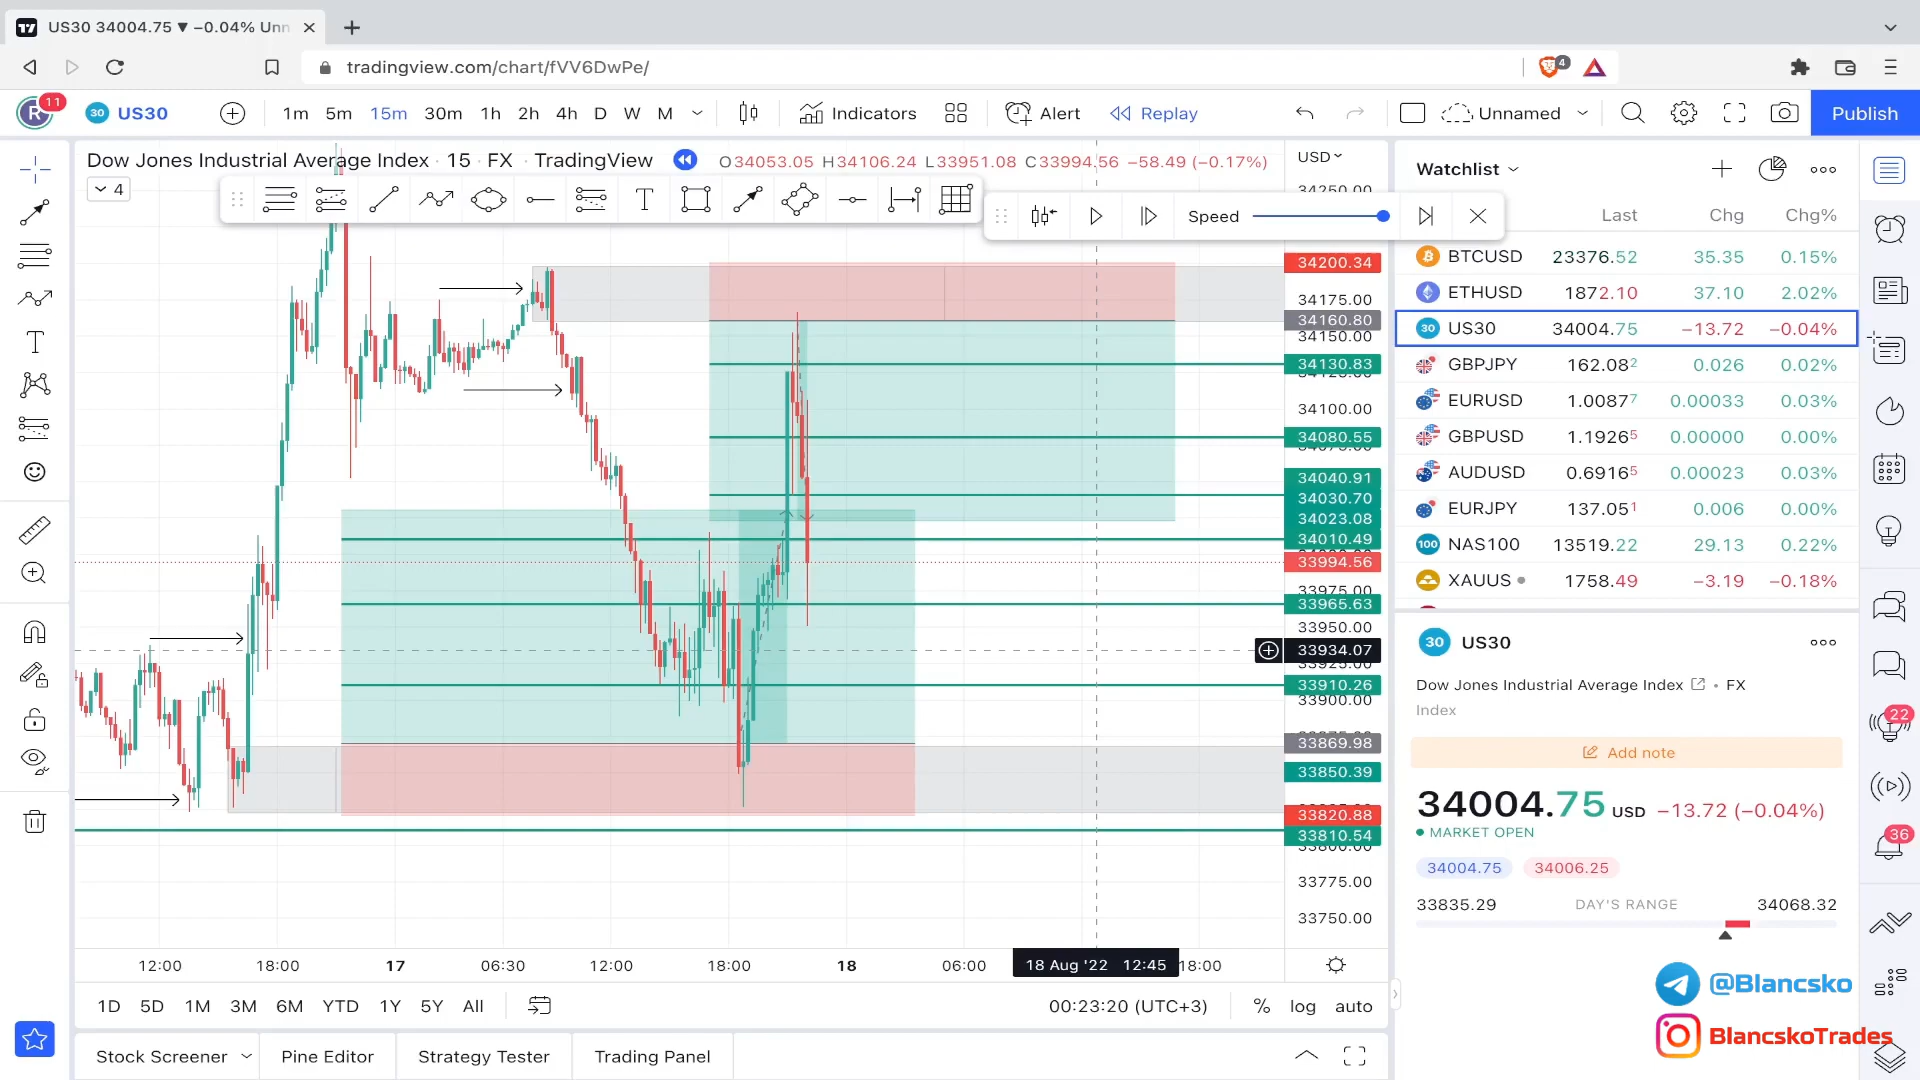 US30 34004.75 ▼ −0.04% Unn
tradingview.com/chart/fVV6DwPe/
4
R
11
30 US30
1m 5m 15m 30m 1h 2h 4h D W M
Indicators
Alert
Replay
Unnamed
Publish
Dow Jones Industrial Average Index · 15 · FX · TradingView
O34053.05 H34106.24 L33951.08 C33994.56 −58.49 (−0.17%)
USD
4
T
Speed
34250.00
34200.34
34175.00
34160.80
34150.00
34130.83
34100.00
34080.55
34040.91
34030.70
34023.08
34010.49
33994.56
33975.00
33965.63
33950.00
33934.07
33925.00
33910.26
33900.00
33869.98
33850.39
33820.88
33810.54
33800.00
33775.00
33750.00
12:00 18:00 17 06:30 12:00 18:00 18 06:00 18 Aug '22 12:45 18:00
1D 5D 1M 3M 6M YTD 1Y 5Y All
00:23:20 (UTC+3)
% log auto
Stock Screener
Pine Editor
Strategy Tester
Trading Panel
Watchlist
Last Chg Chg%
BTCUSD 23376.52 35.35 0.15%
ETHUSD 1872.10 37.10 2.02%
30 US30 34004.75 −13.72 −0.04%
GBPJPY 162.082 0.026 0.02%
EURUSD 1.00877 0.00033 0.03%
GBPUSD 1.19265 0.00000 0.00%
AUDUSD 0.69165 0.00023 0.03%
EURJPY 137.051 0.006 0.00%
100 NAS100 13519.22 29.13 0.22%
XAUUS 1758.49 −3.19 −0.18%
30 US30
Dow Jones Industrial Average Index • FX
Index
Add note
34004.75 USD −13.72 (−0.04%)
MARKET OPEN
34004.75 34006.25
33835.29 DAY'S RANGE 34068.32
22
36
@Blancsko
BlancskoTrades